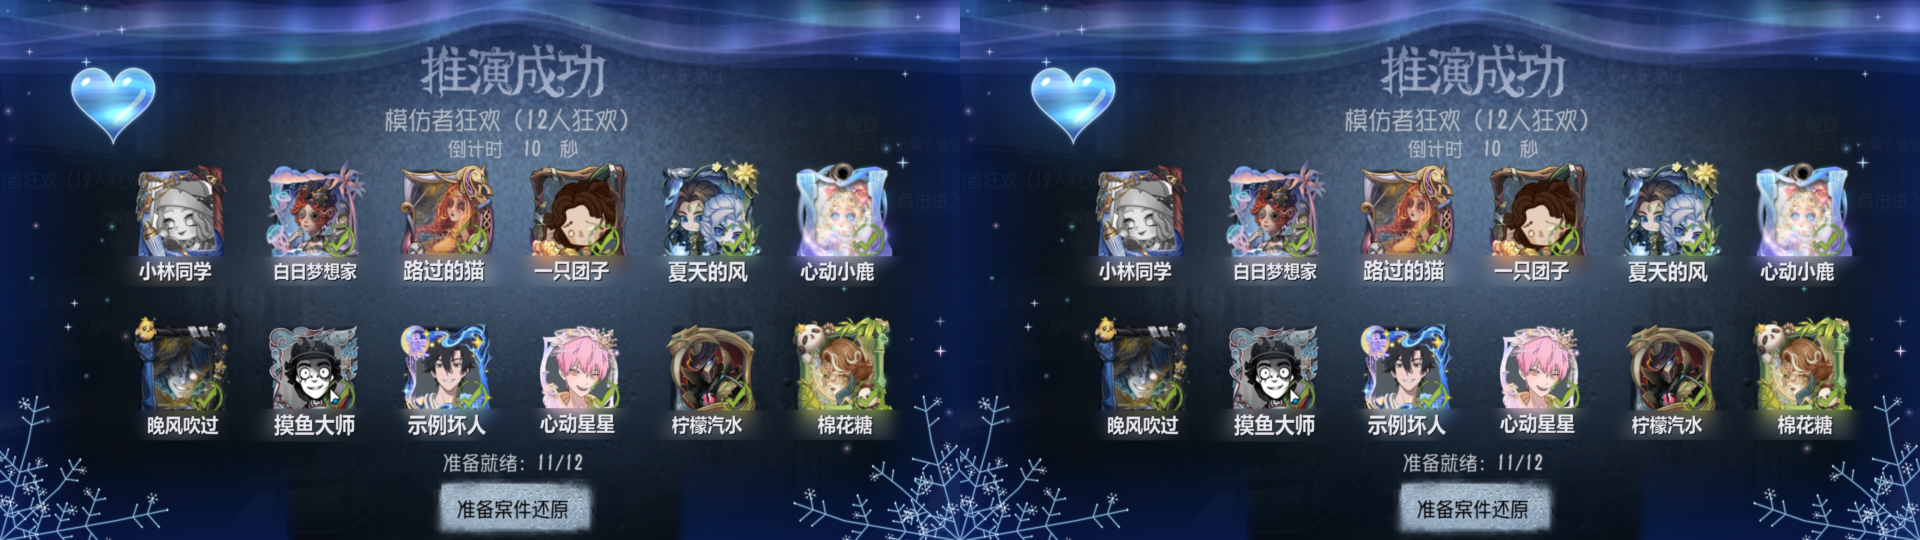 推演成功
模仿者狂欢（12人狂欢）
倒计时 10 秒
小林同学 白日梦想家 路过的猫 一只团子 夏天的风 心动小鹿
晚风吹过 摸鱼大师 示例坏人 心动星星 柠檬汽水 棉花糖
准备就绪：11/12
准备案件还原
推演成功
模仿者狂欢（12人狂欢）
倒计时 10 秒
小林同学 白日梦想家 路过的猫 一只团子 夏天的风 心动小鹿
晚风吹过 摸鱼大师 示例坏人 心动星星 柠檬汽水 棉花糖
准备就绪：11/12
准备案件还原